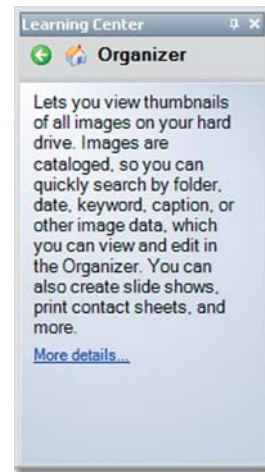 Learning Center
Organizer
Lets you view thumbnails
of all images on your hard
drive. Images are
cataloged, so you can
quickly search by folder,
date, keyword, caption, or
other image data, which
you can view and edit in
the Organizer. You can
also create slide shows,
print contact sheets, and
more.
More details...